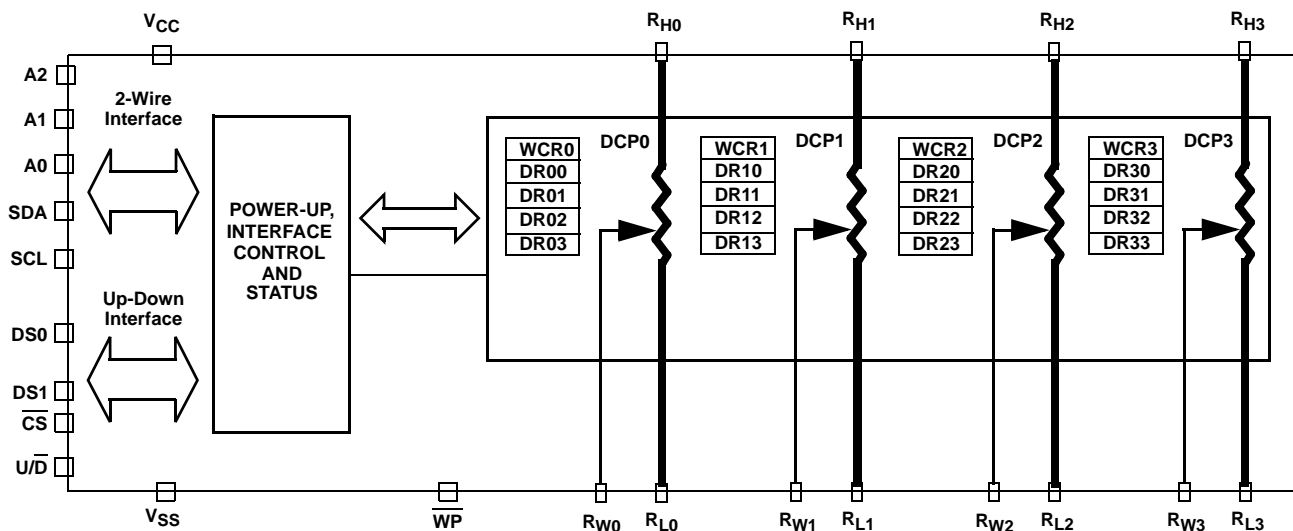 VCC
RH0
RH1
RH2
RH3
A2
A1
A0
SDA
SCL
DS0
DS1
C̅S̅
U/D̅
2-Wire
Interface
Up-Down
Interface
POWER-UP,
INTERFACE
CONTROL
AND
STATUS
WCR0
DR00
DR01
DR02
DR03
DCP0
WCR1
DR10
DR11
DR12
DR13
DCP1
WCR2
DR20
DR21
DR22
DR23
DCP2
WCR3
DR30
DR31
DR32
DR33
DCP3
VSS
W̅P̅
RW0
RL0
RW1
RL1
RW2
RL2
RW3
RL3